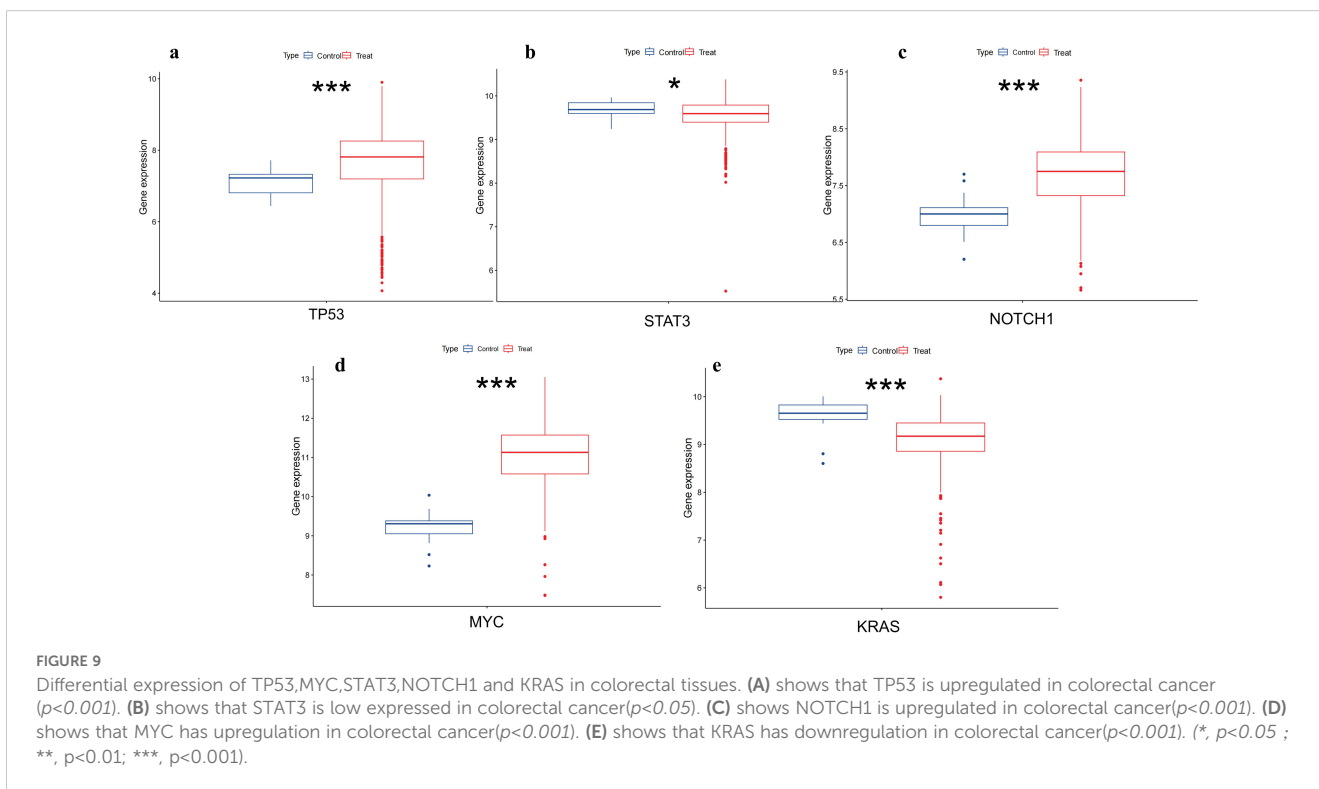 a
Type Control Treat
***
Gene expression
10
8
6
4
TP53
b
Type Control Treat
*
Gene expression
10
9
8
7
6
STAT3
c
Type Control Treat
***
Gene expression
9.5
8.5
7.5
6.5
5.5
NOTCH1
d
Type Control Treat
***
Gene expression
13
12
11
10
9
8
MYC
e
Type Control Treat
***
Gene expression
10
9
8
7
6
KRAS
FIGURE 9
Differential expression of TP53,MYC,STAT3,NOTCH1 and KRAS in colorectal tissues. (A) shows that TP53 is upregulated in colorectal cancer
(p<0.001). (B) shows that STAT3 is low expressed in colorectal cancer(p<0.05). (C) shows NOTCH1 is upregulated in colorectal cancer(p<0.001). (D)
shows that MYC has upregulation in colorectal cancer(p<0.001). (E) shows that KRAS has downregulation in colorectal cancer(p<0.001). (*, p<0.05 ;
**, p<0.01; ***, p<0.001).